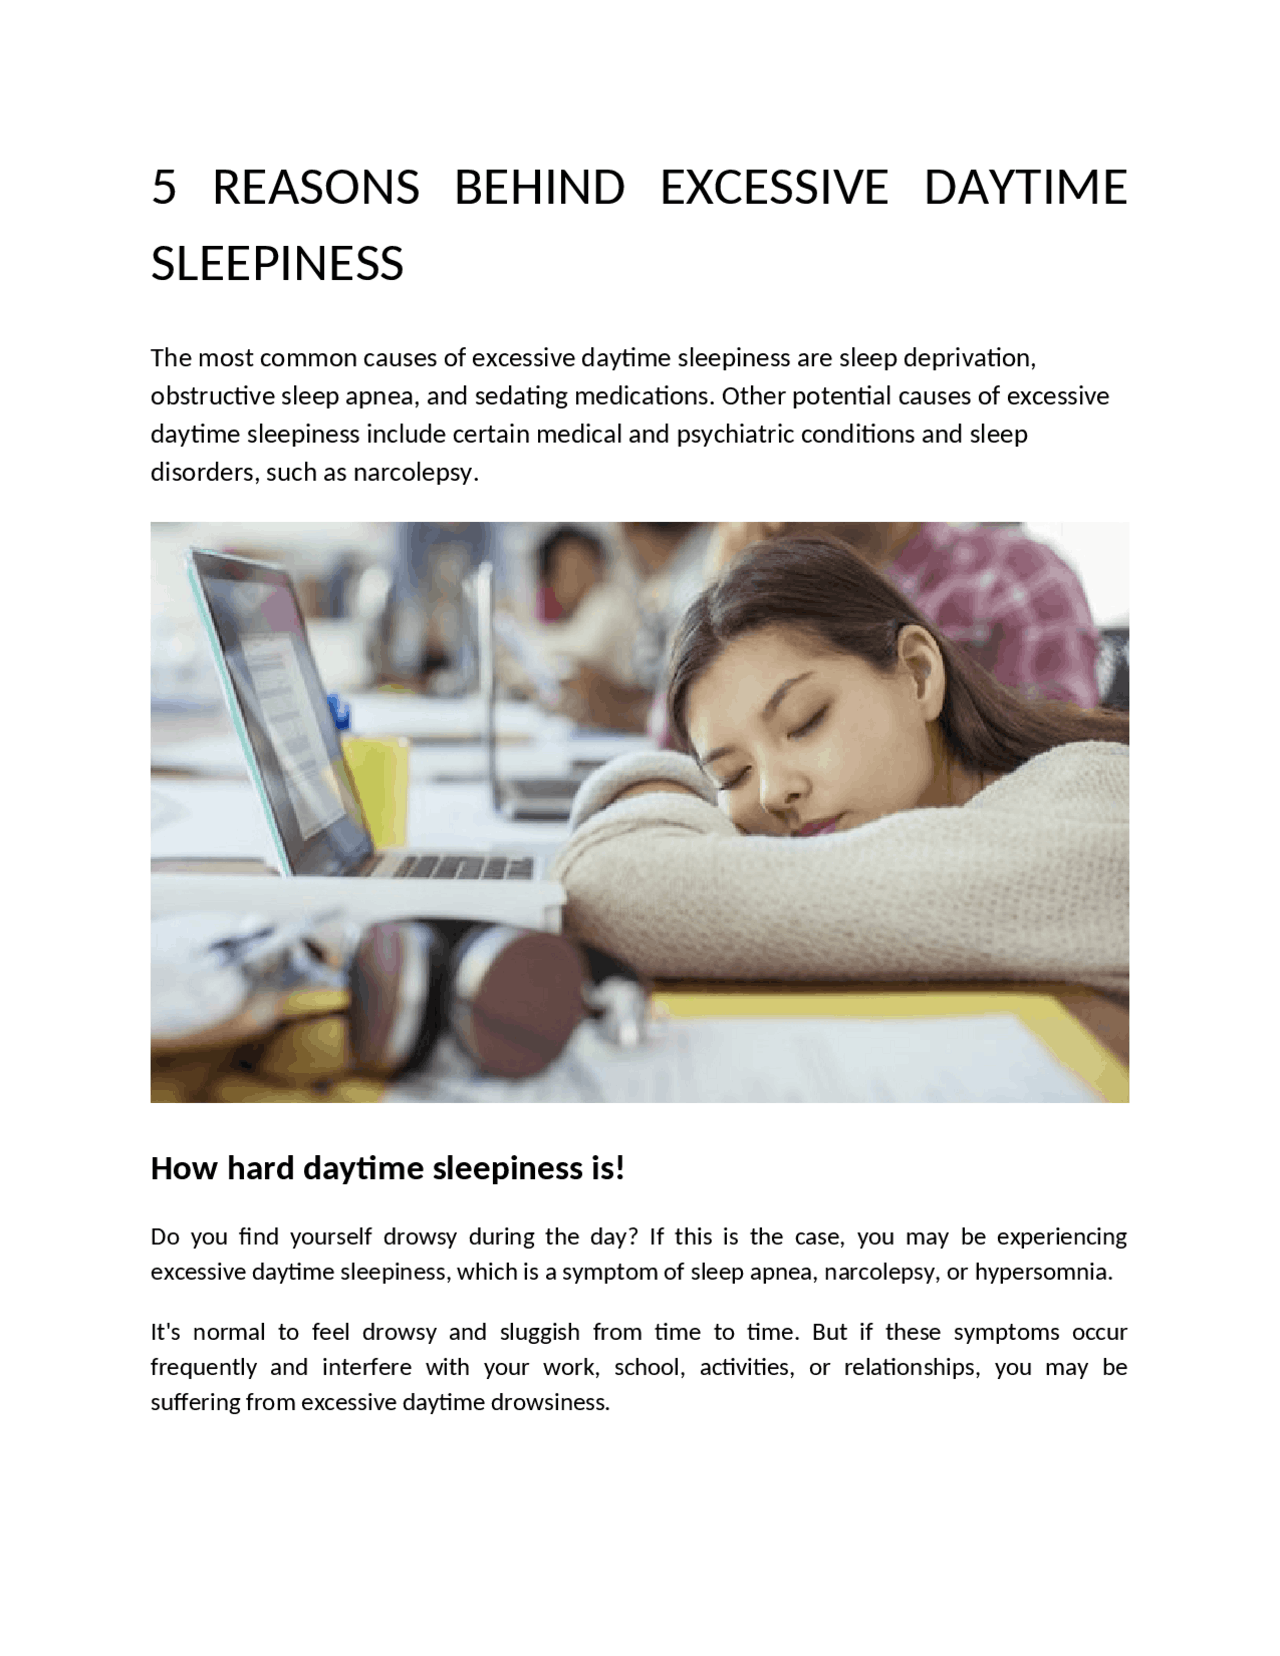 5 REASONS BEHIND EXCESSIVE DAYTIME
SLEEPINESS
The most common causes of excessive daytime sleepiness are sleep deprivation,
obstructive sleep apnea, and sedating medications. Other potential causes of excessive
daytime sleepiness include certain medical and psychiatric conditions and sleep
disorders, such as narcolepsy.
How hard daytime sleepiness is!
Do you find yourself drowsy during the day? If this is the case, you may be experiencing
excessive daytime sleepiness, which is a symptom of sleep apnea, narcolepsy, or hypersomnia.
It's normal to feel drowsy and sluggish from time to time. But if these symptoms occur
frequently and interfere with your work, school, activities, or relationships, you may be
suffering from excessive daytime drowsiness.